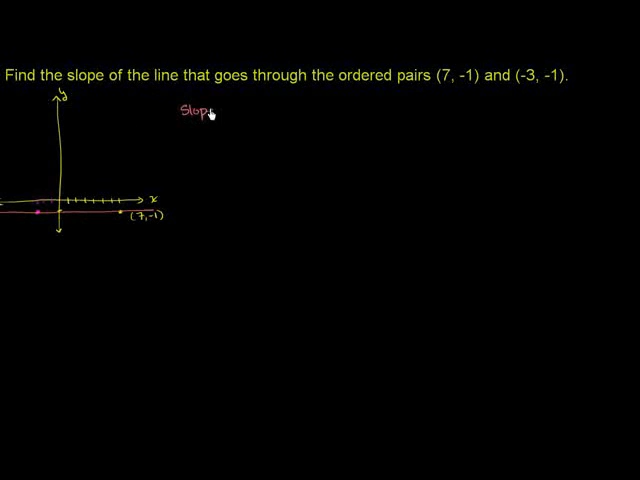 Find the slope of the line that goes through the ordered pairs (7, -1) and (-3, -1).
y
Slop
x
(7,-1)